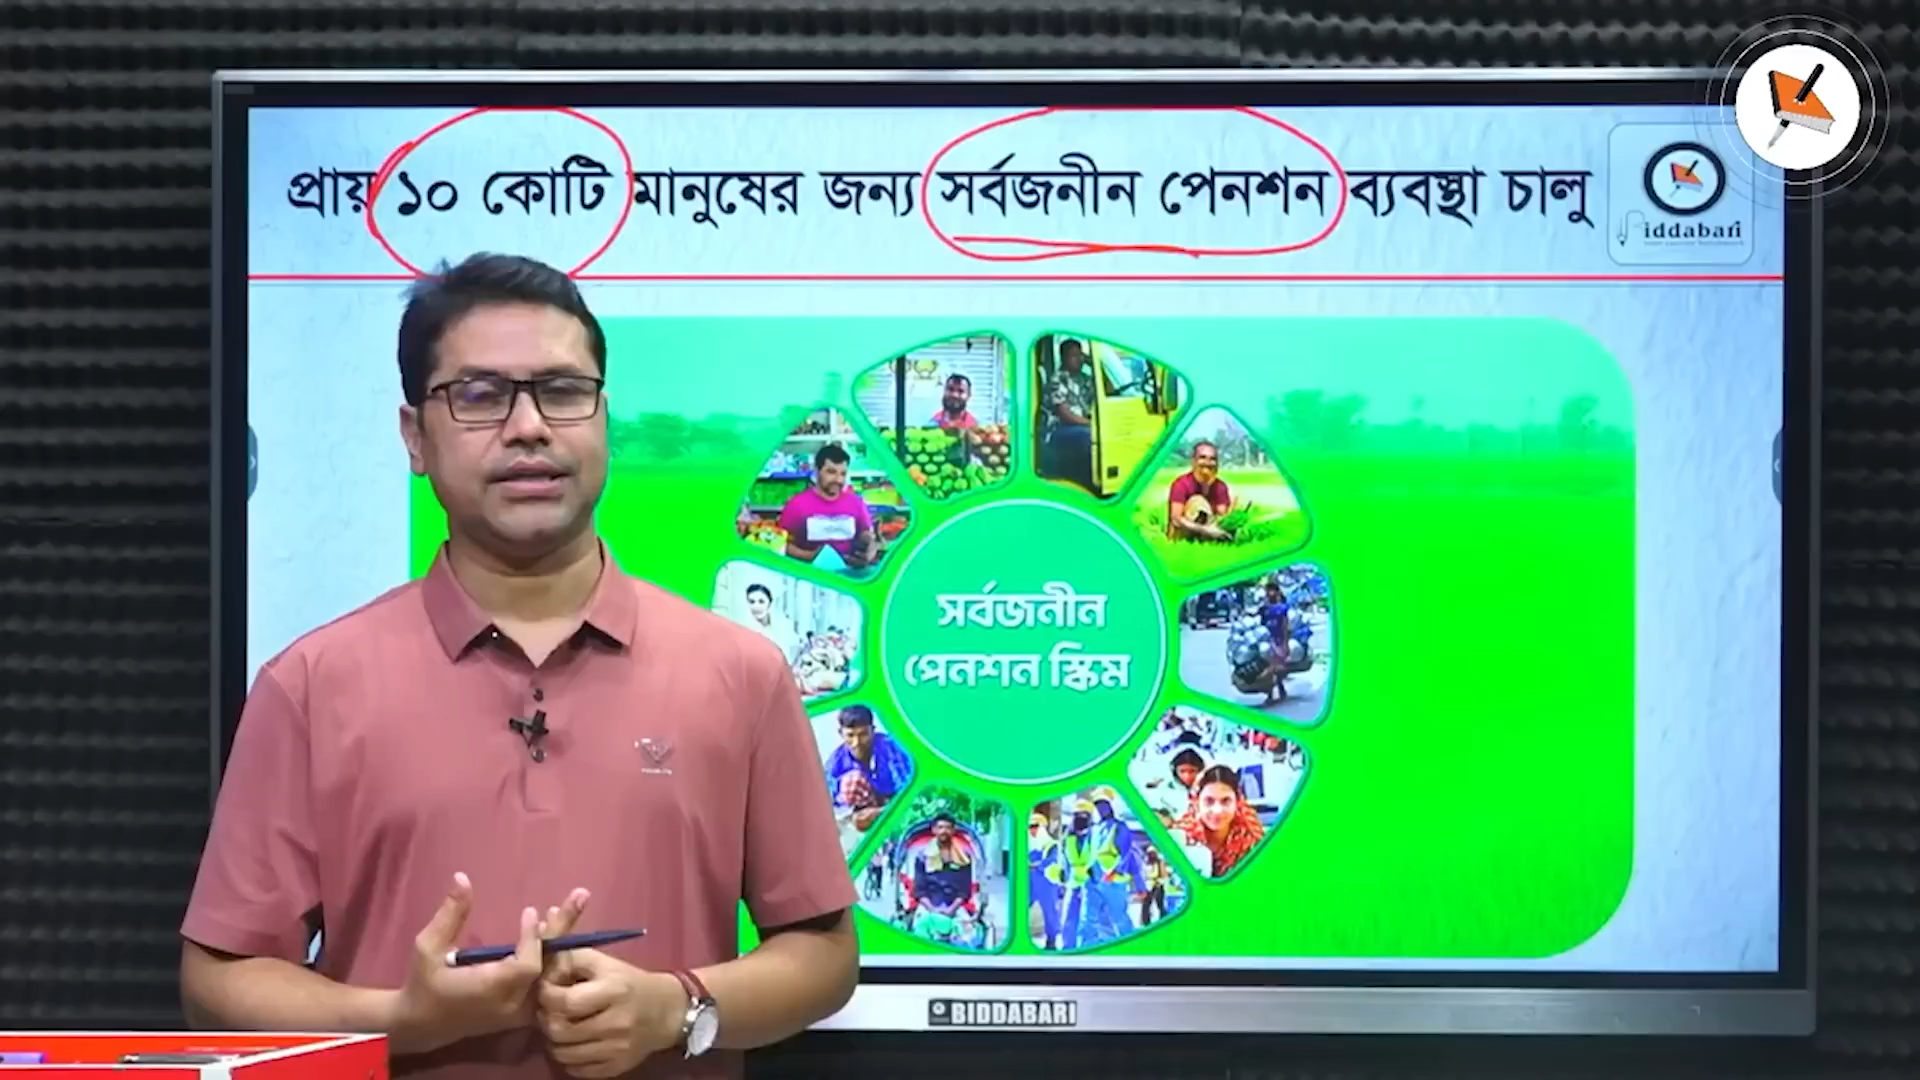 প্রায় ১০ কোটি মানুষের জন্য সর্বজনীন পেনশন ব্যবস্থা চালু
iddabari
সর্বজনীন
পেনশন স্কিম
BIDDABARI